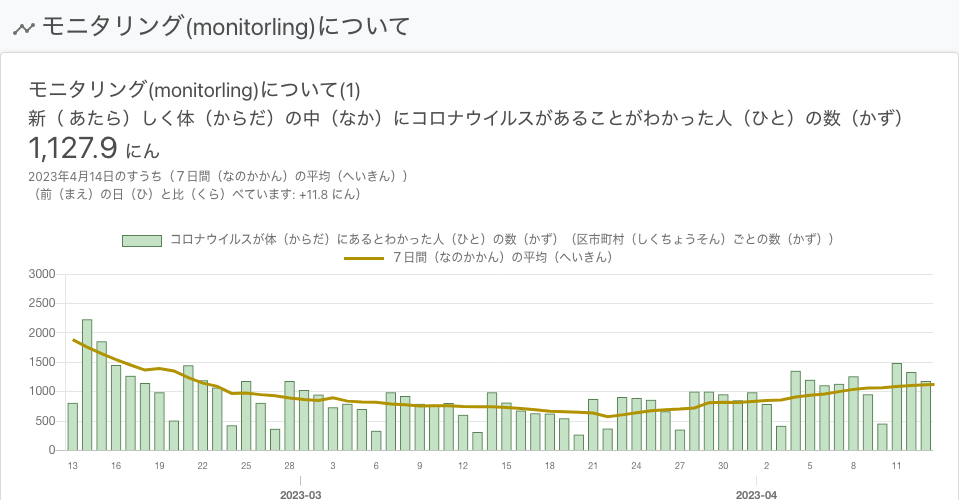 モニタリング(monitorling)について
モニタリング(monitorling)について(1)
新（ あたら）しく体（からだ）の中（なか）にコロナウイルスがあることがわかった人（ひと）の数（かず）
1,127.9 にん
2023年4月14日のすうち（７日間（なのかかん）の平均（へいきん））
（前（まえ）の日（ひ）と比（くら）べています: +11.8 にん）
コロナウイルスが体（からだ）にあるとわかった人（ひと）の数（かず）（区市町村（しくちょうそん）ごとの数（かず））
７日間（なのかかん）の平均（へいきん）
3000
2500
2000
1500
1000
500
0
13 16 19 22 25 28 3 6 9 12 15 18 21 24 27 30 2 5 8 11
2023-03 2023-04